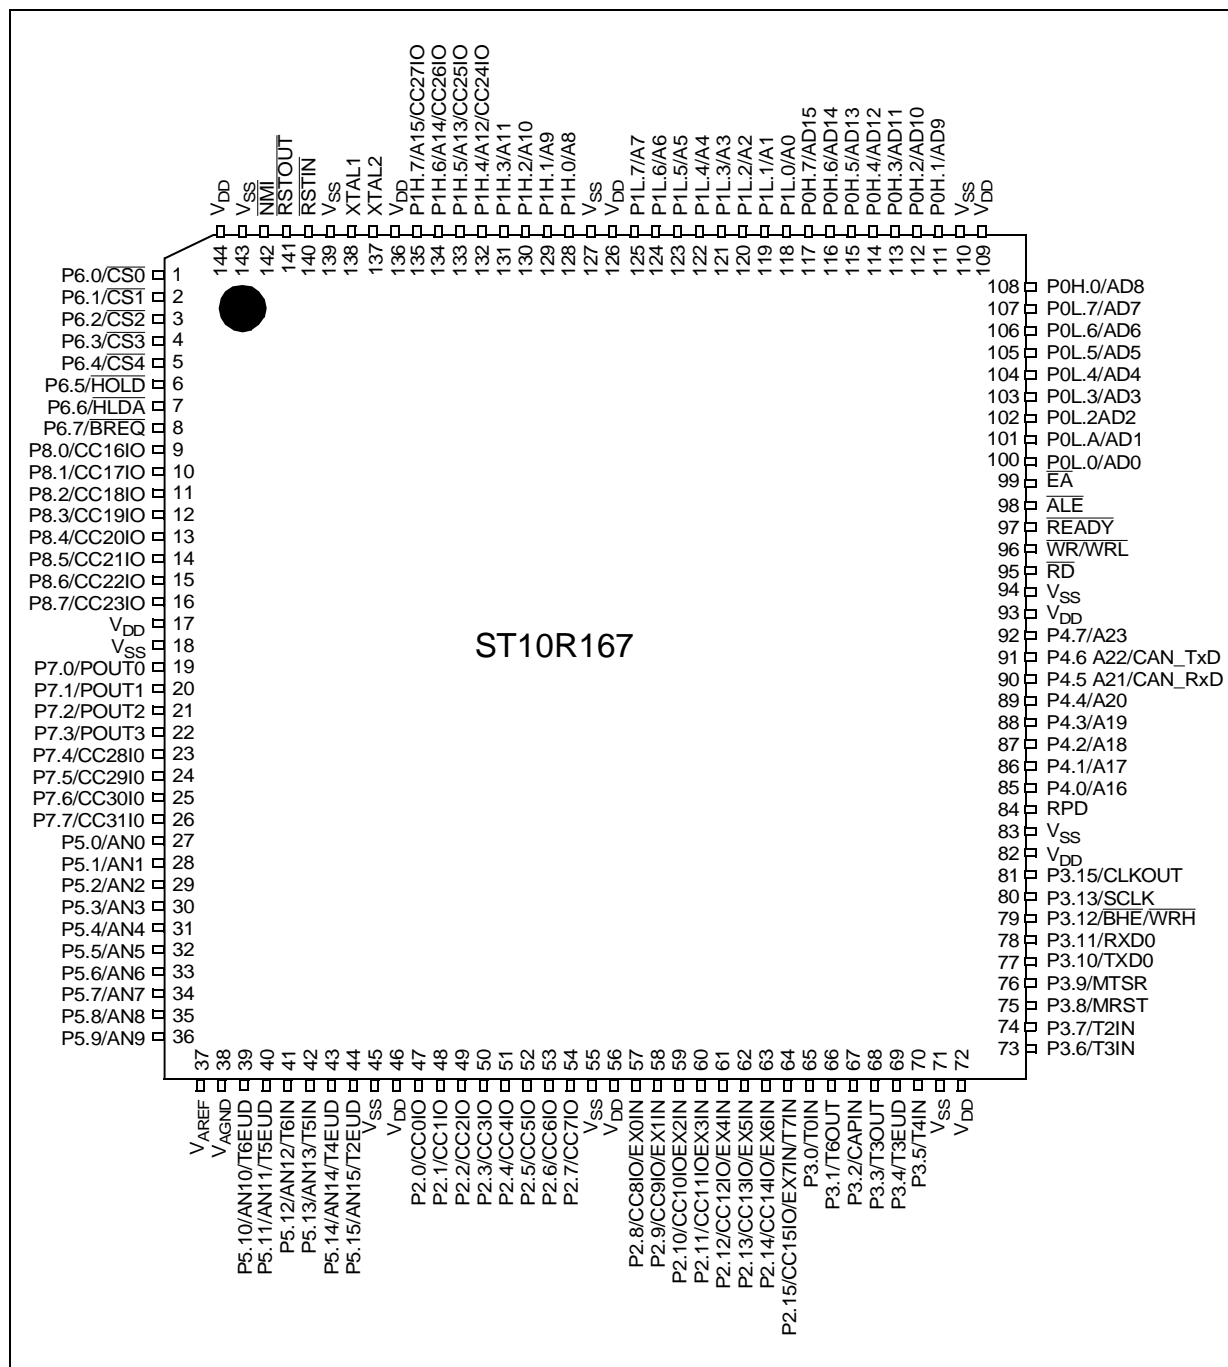 VDD
VSS
NMI
RSTOUT
RSTIN
VSS
XTAL1
XTAL2
VDD
P1H.7/A15/CC27IO
P1H.6/A14/CC26IO
P1H.5/A13/CC25IO
P1H.4/A12/CC24IO
P1H.3/A11
P1H.2/A10
P1H.1/A9
P1H.0/A8
VSS
VDD
P1L.7/A7
P1L.6/A6
P1L.5/A5
P1L.4/A4
P1L.3/A3
P1L.2/A2
P1L.1/A1
P1L.0/A0
P0H.7/AD15
P0H.6/AD14
P0H.5/AD13
P0H.4/AD12
P0H.3/AD11
P0H.2/AD10
P0H.1/AD9
VSS
VDD
144
143
142
141
140
139
138
137
136
135
134
133
132
131
130
129
128
127
126
125
124
123
122
121
120
119
118
117
116
115
114
113
112
111
110
109
P6.0/CS0 1
P6.1/CS1 2
P6.2/CS2 3
P6.3/CS3 4
P6.4/CS4 5
P6.5/HOLD 6
P6.6/HLDA 7
P6.7/BREQ 8
P8.0/CC16IO 9
P8.1/CC17IO 10
P8.2/CC18IO 11
P8.3/CC19IO 12
P8.4/CC20IO 13
P8.5/CC21IO 14
P8.6/CC22IO 15
P8.7/CC23IO 16
VDD 17
VSS 18
P7.0/POUT0 19
P7.1/POUT1 20
P7.2/POUT2 21
P7.3/POUT3 22
P7.4/CC28I0 23
P7.5/CC29I0 24
P7.6/CC30I0 25
P7.7/CC31I0 26
P5.0/AN0 27
P5.1/AN1 28
P5.2/AN2 29
P5.3/AN3 30
P5.4/AN4 31
P5.5/AN5 32
P5.6/AN6 33
P5.7/AN7 34
P5.8/AN8 35
P5.9/AN9 36
ST10R167
108 P0H.0/AD8
107 P0L.7/AD7
106 P0L.6/AD6
105 P0L.5/AD5
104 P0L.4/AD4
103 P0L.3/AD3
102 P0L.2AD2
101 P0L.A/AD1
100 P0L.0/AD0
99 EA
98 ALE
97 READY
96 WR/WRL
95 RD
94 VSS
93 VDD
92 P4.7/A23
91 P4.6 A22/CAN_TxD
90 P4.5 A21/CAN_RxD
89 P4.4/A20
88 P4.3/A19
87 P4.2/A18
86 P4.1/A17
85 P4.0/A16
84 RPD
83 VSS
82 VDD
81 P3.15/CLKOUT
80 P3.13/SCLK
79 P3.12/BHE/WRH
78 P3.11/RXD0
77 P3.10/TXD0
76 P3.9/MTSR
75 P3.8/MRST
74 P3.7/T2IN
73 P3.6/T3IN
37
38
39
40
41
42
43
44
45
46
47
48
49
50
51
52
53
54
55
56
57
58
59
60
61
62
63
64
65
66
67
68
69
70
71
72
VAREF
VAGND
P5.10/AN10/T6EUD
P5.11/AN11/T5EUD
P5.12/AN12/T6IN
P5.13/AN13/T5IN
P5.14/AN14/T4EUD
P5.15/AN15/T2EUD
VSS
VDD
P2.0/CC0IO
P2.1/CC1IO
P2.2/CC2IO
P2.3/CC3IO
P2.4/CC4IO
P2.5/CC5IO
P2.6/CC6IO
P2.7/CC7IO
VSS
VDD
P2.8/CC8IO/EX0IN
P2.9/CC9IO/EX1IN
P2.10/CC10IOEX2IN
P2.11/CC11IOEX3IN
P2.12/CC12IO/EX4IN
P2.13/CC13IO/EX5IN
P2.14/CC14IO/EX6IN
P2.15/CC15IO/EX7IN/T7IN
P3.0/T0IN
P3.1/T6OUT
P3.2/CAPIN
P3.3/T3OUT
P3.4/T3EUD
P3.5/T4IN
VSS
VDD